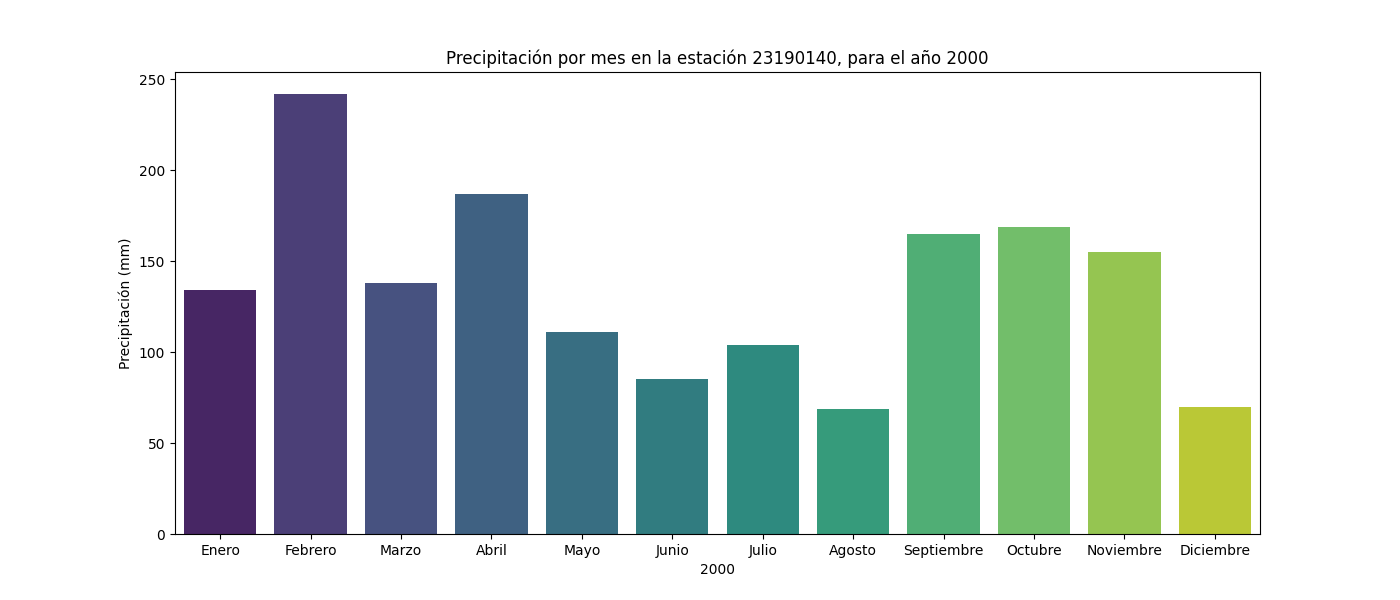 Precipitación por mes en la estación 23190140, para el año 2000
Precipitación (mm)
250
200
150
100
50
0
Enero Febrero Marzo Abril Mayo Junio Julio Agosto Septiembre Octubre Noviembre Diciembre
2000